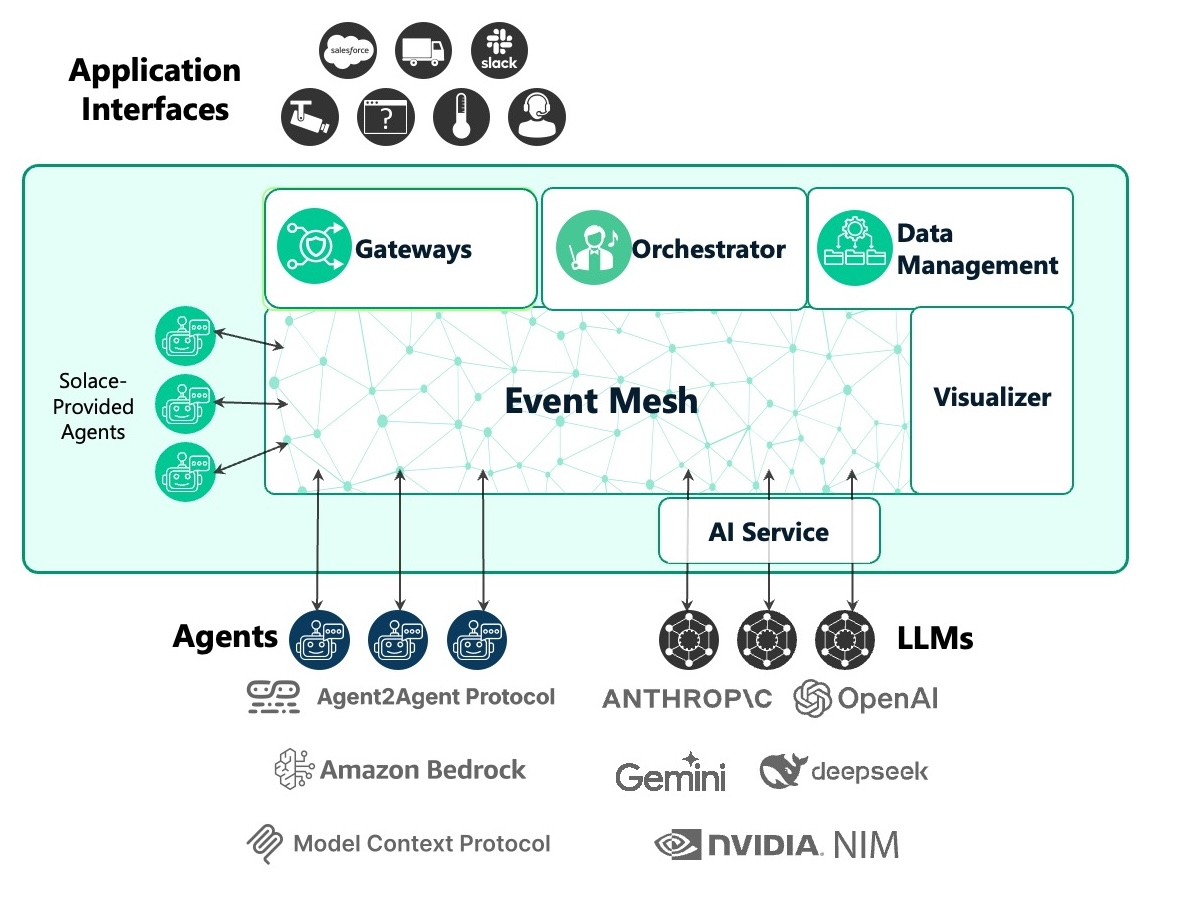 salesforce
slack
Application
Interfaces
?
Gateways
Orchestrator
Data
Management
Solace-
Provided
Agents
Event Mesh
Visualizer
AI Service
Agents
LLMs
Agent2Agent Protocol
ANTHROP\C
OpenAI
Amazon Bedrock
Gemini
deepseek
Model Context Protocol
NVIDIA. NIM